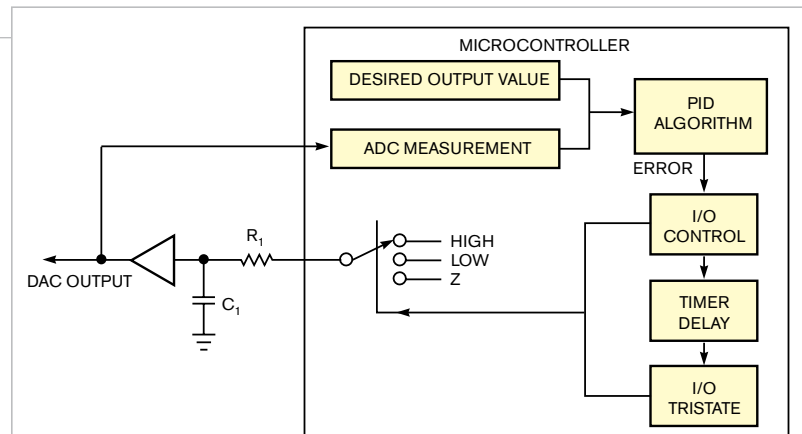 MICROCONTROLLER
DESIRED OUTPUT VALUE
ADC MEASUREMENT
PID
ALGORITHM
ERROR
I/O
CONTROL
TIMER
DELAY
I/O
TRISTATE
HIGH
LOW
Z
R₁
C₁
DAC OUTPUT